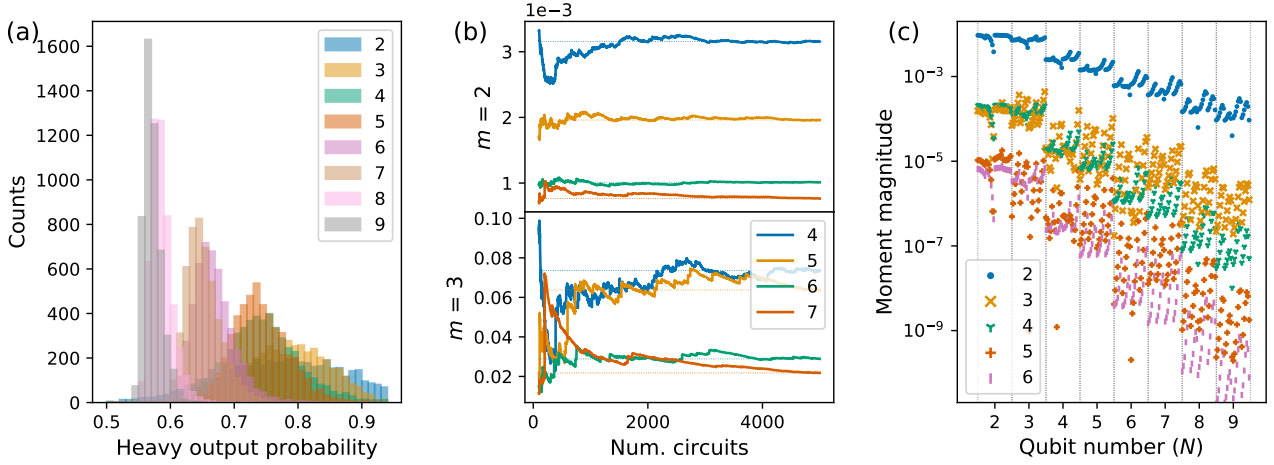 (a)
1600
1400
1200
1000
800
600
400
200
0
Counts
0.5 0.6 0.7 0.8 0.9
Heavy output probability
2
3
4
5
6
7
8
9
(b)
1e−3
3
2
1
m = 2
0.10
0.08
0.06
0.04
0.02
m = 3
4
5
6
7
0 2000 4000
Num. circuits
(c)
10−3
10−5
10−7
10−9
Moment magnitude
2
3
4
5
6
2 3 4 5 6 7 8 9
Qubit number (N)